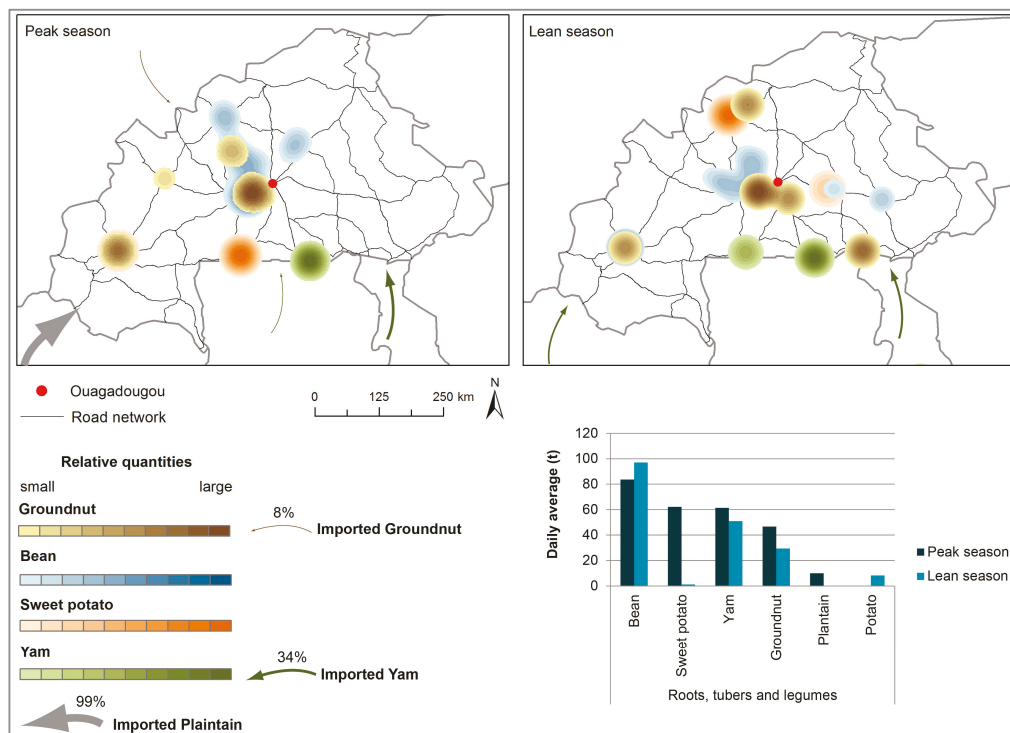 Peak season
Lean season
Ouagadougou
Road network
0 125 250 km
N
Relative quantities
small large
Groundnut
8%
Imported Groundnut
Bean
Sweet potato
Yam
34%
Imported Yam
99%
Imported Plaintain
Daily average (t)
120
100
80
60
40
20
0
Bean
Sweet potato
Yam
Groundnut
Plantain
Potato
Roots, tubers and legumes
Peak season
Lean season